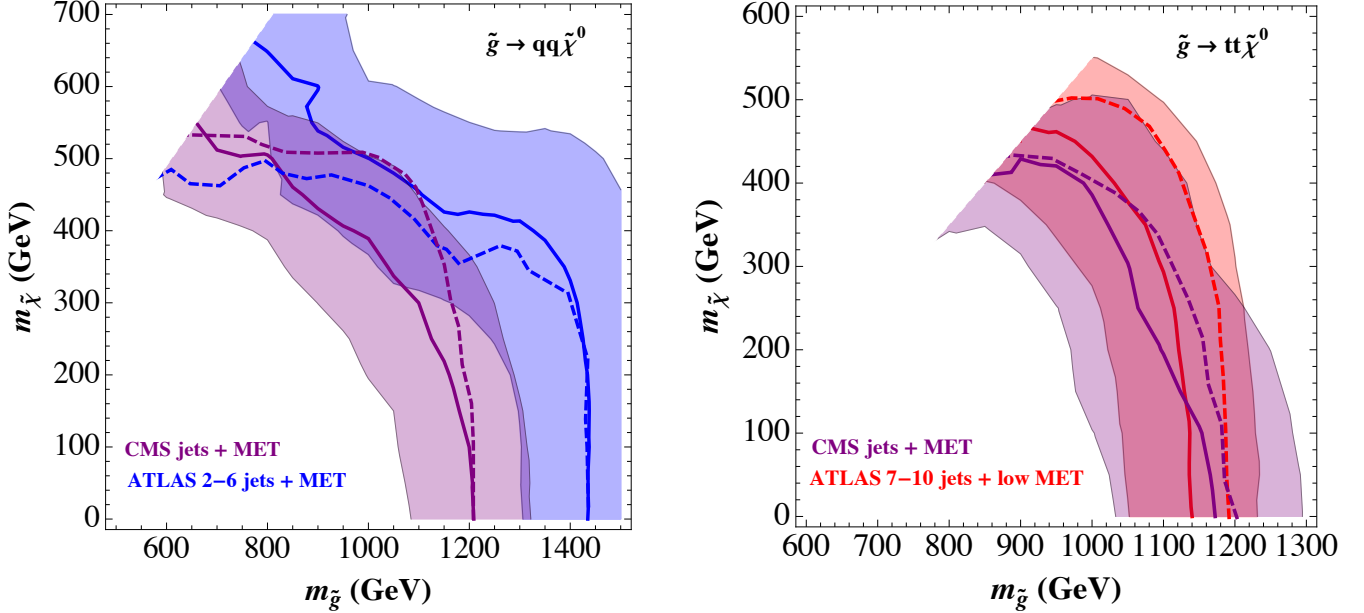 700
600
500
400
300
200
100
0
600 800 1000 1200 1400
m_χ̃ (GeV)
m_g̃ (GeV)
g̃ → qqχ̃⁰
CMS jets + MET
ATLAS 2−6 jets + MET
600
500
400
300
200
100
0
600 700 800 900 1000 1100 1200 1300
m_χ̃ (GeV)
m_g̃ (GeV)
g̃ → ttχ̃⁰
CMS jets + MET
ATLAS 7−10 jets + low MET